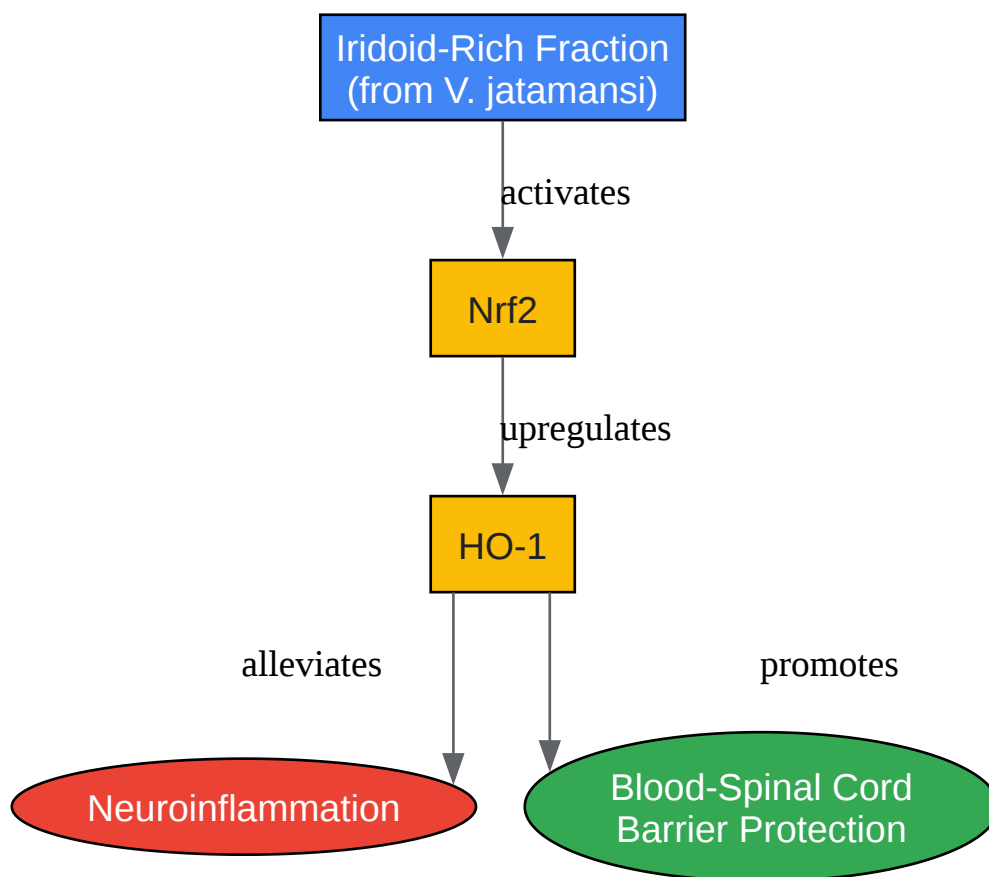 Iridoid-Rich Fraction
(from V. jatamansi)
activates
Nrf2
upregulates
HO-1
alleviates
promotes
Neuroinflammation
Blood-Spinal Cord
Barrier Protection